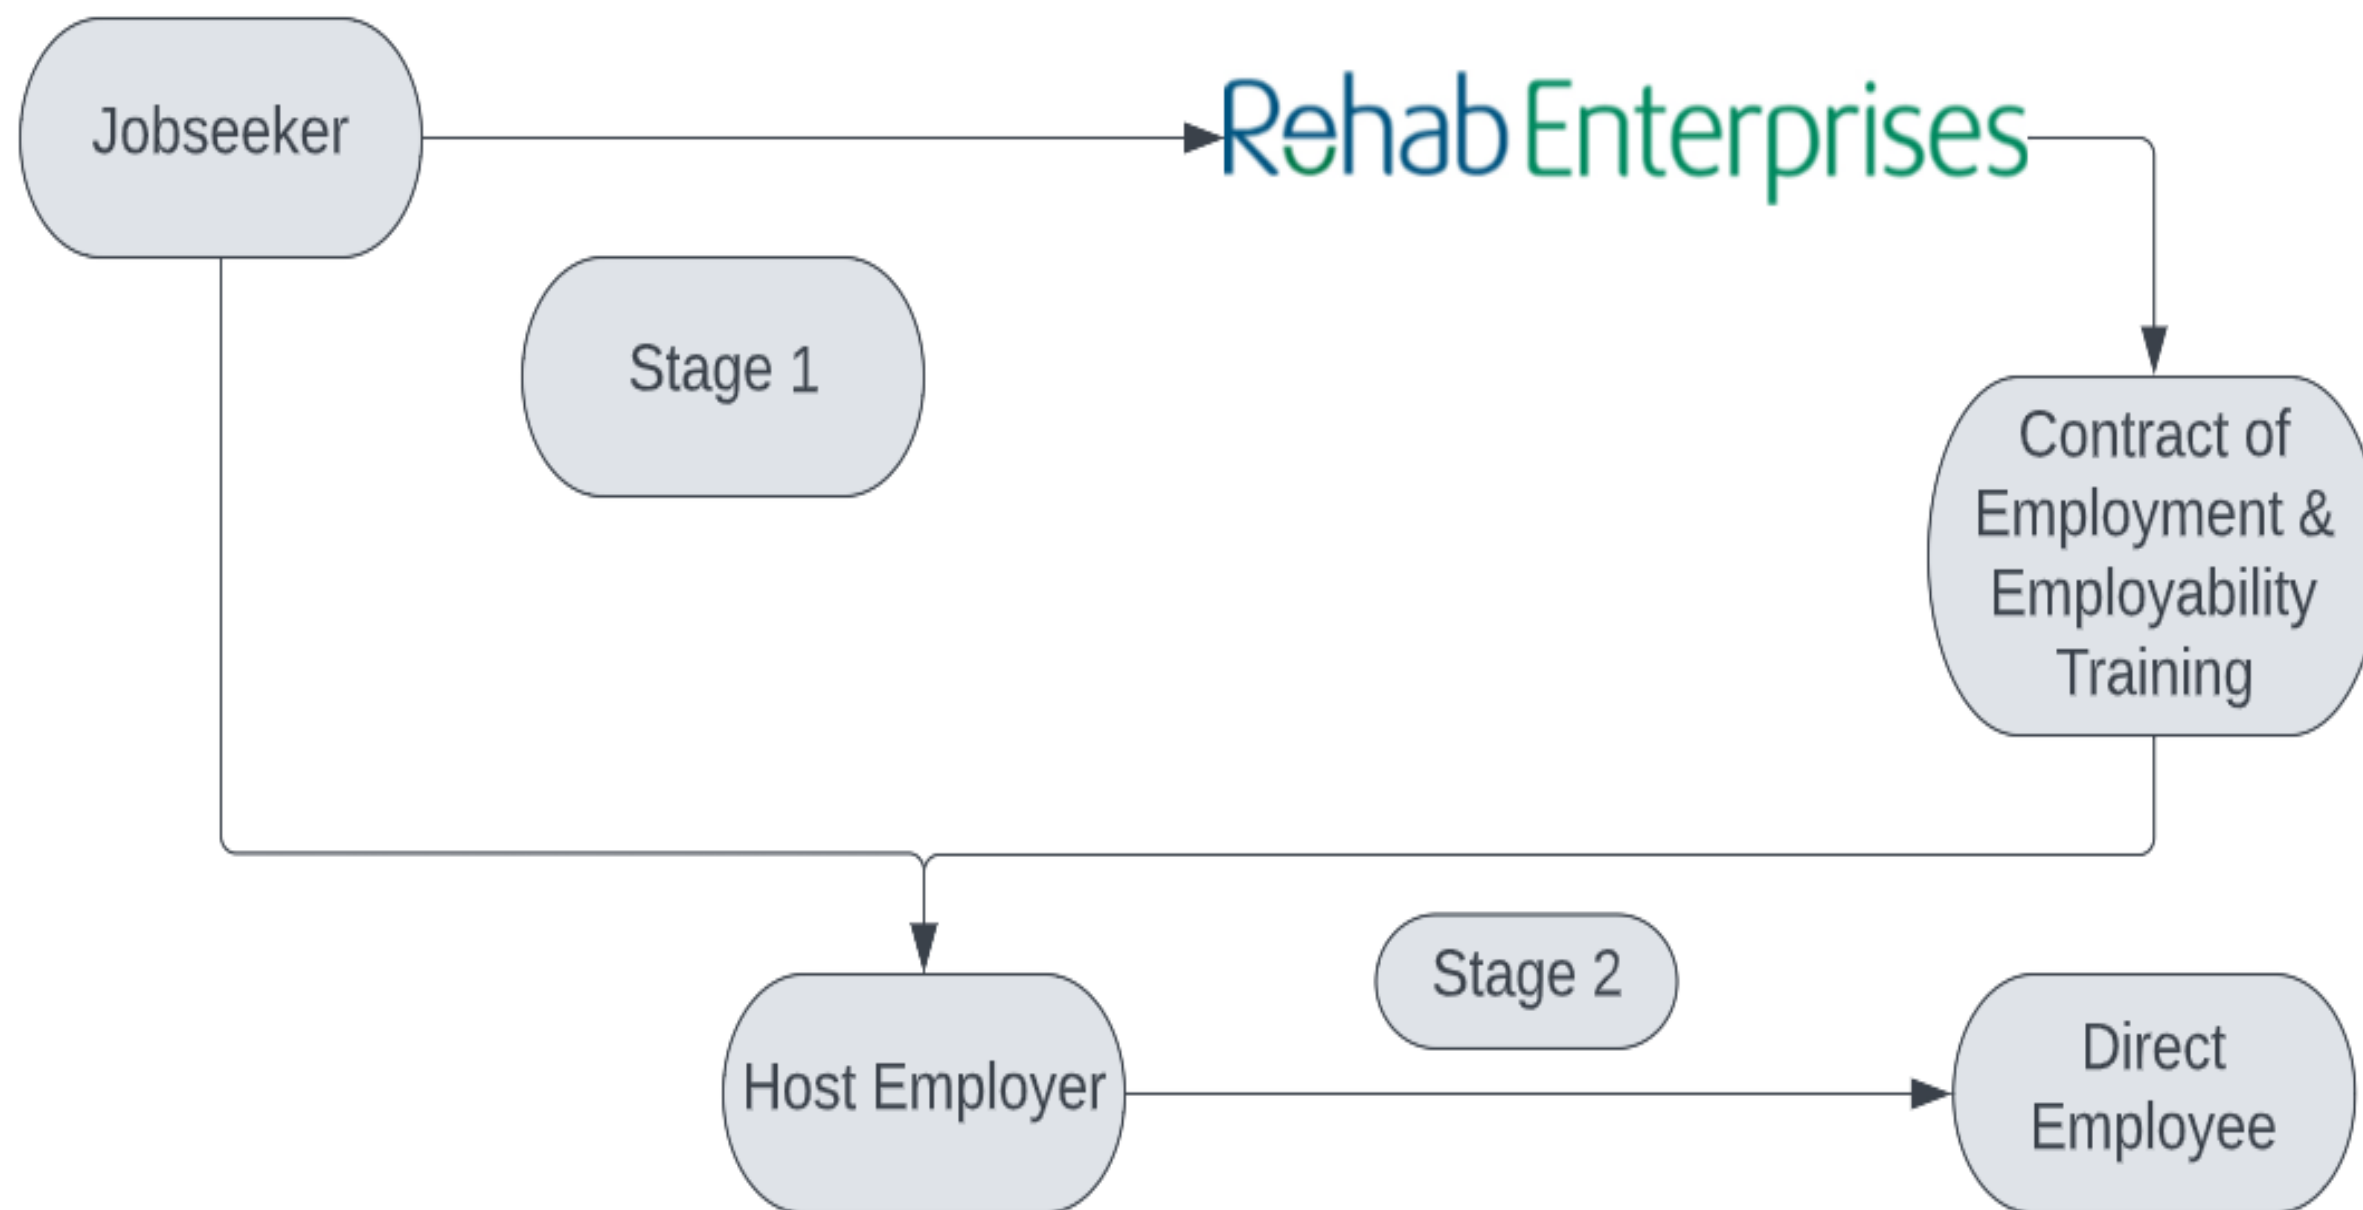 Jobseeker
Rehab Enterprises
Stage 1
Contract of
Employment &
Employability
Training
Stage 2
Host Employer
Direct
Employee